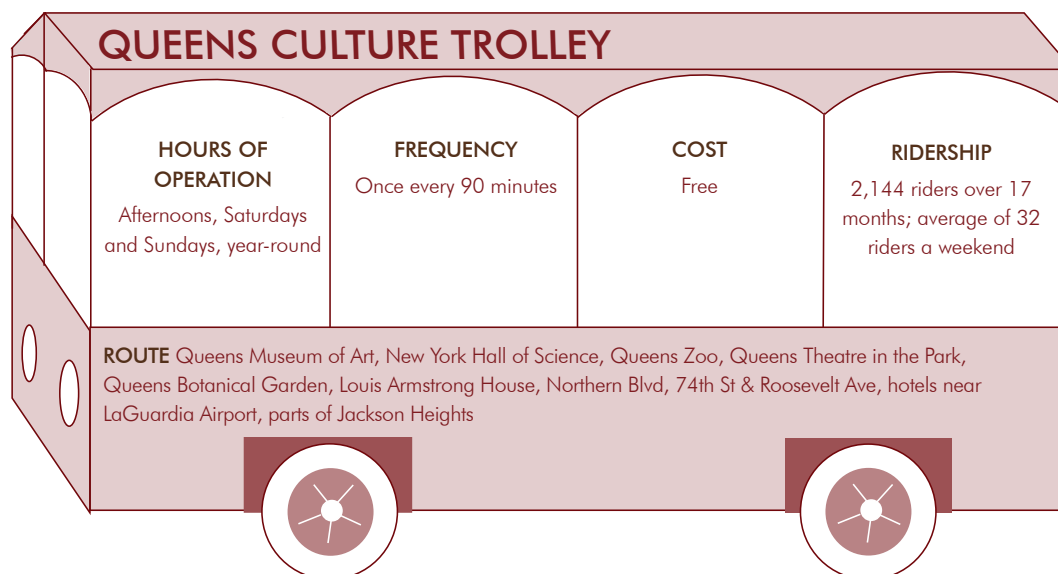 QUEENS CULTURE TROLLEY
HOURS OF
OPERATION
Afternoons, Saturdays
and Sundays, year-round
FREQUENCY
Once every 90 minutes
COST
Free
RIDERSHIP
2,144 riders over 17
months; average of 32
riders a weekend
ROUTE Queens Museum of Art, New York Hall of Science, Queens Zoo, Queens Theatre in the Park,
Queens Botanical Garden, Louis Armstrong House, Northern Blvd, 74th St & Roosevelt Ave, hotels near
LaGuardia Airport, parts of Jackson Heights